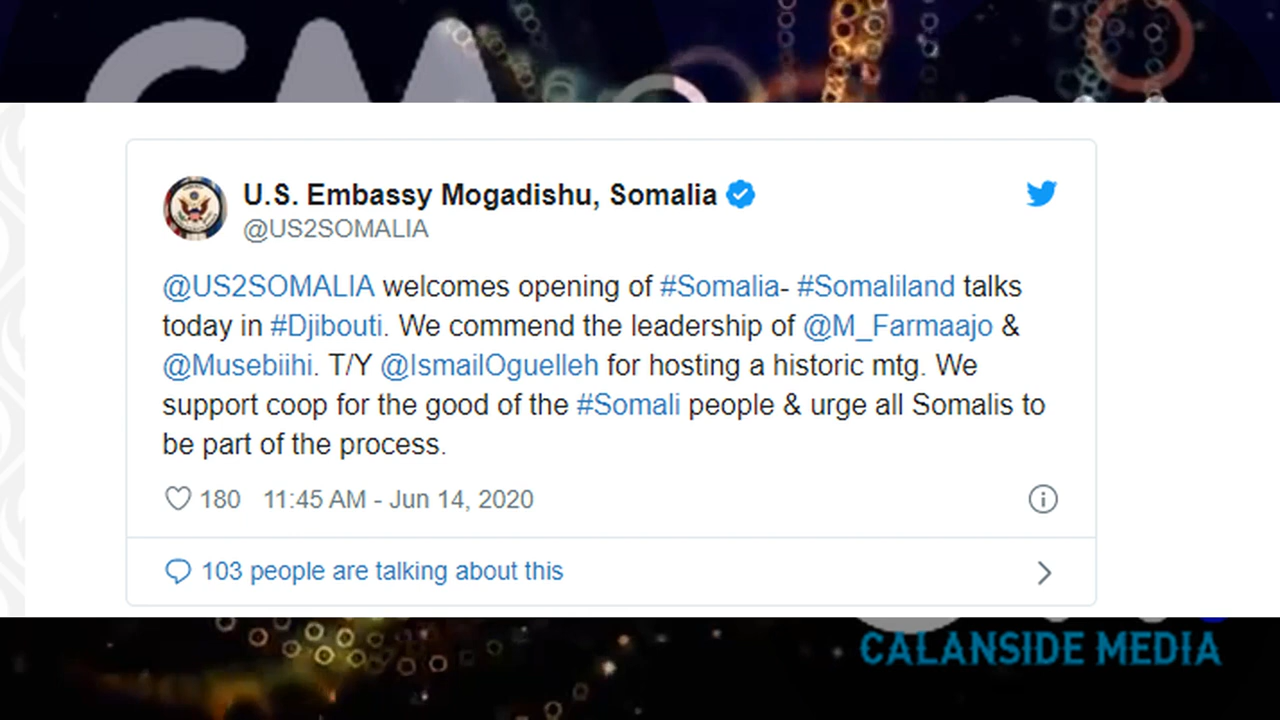 CM
U.S. Embassy Mogadishu, Somalia
@US2SOMALIA
@US2SOMALIA welcomes opening of #Somalia- #Somaliland talks
today in #Djibouti. We commend the leadership of @M_Farmaajo &
@Musebiihi. T/Y @IsmailOguelleh for hosting a historic mtg. We
support coop for the good of the #Somali people & urge all Somalis to
be part of the process.
180 11:45 AM - Jun 14, 2020
103 people are talking about this
CALANSIDE MEDIA